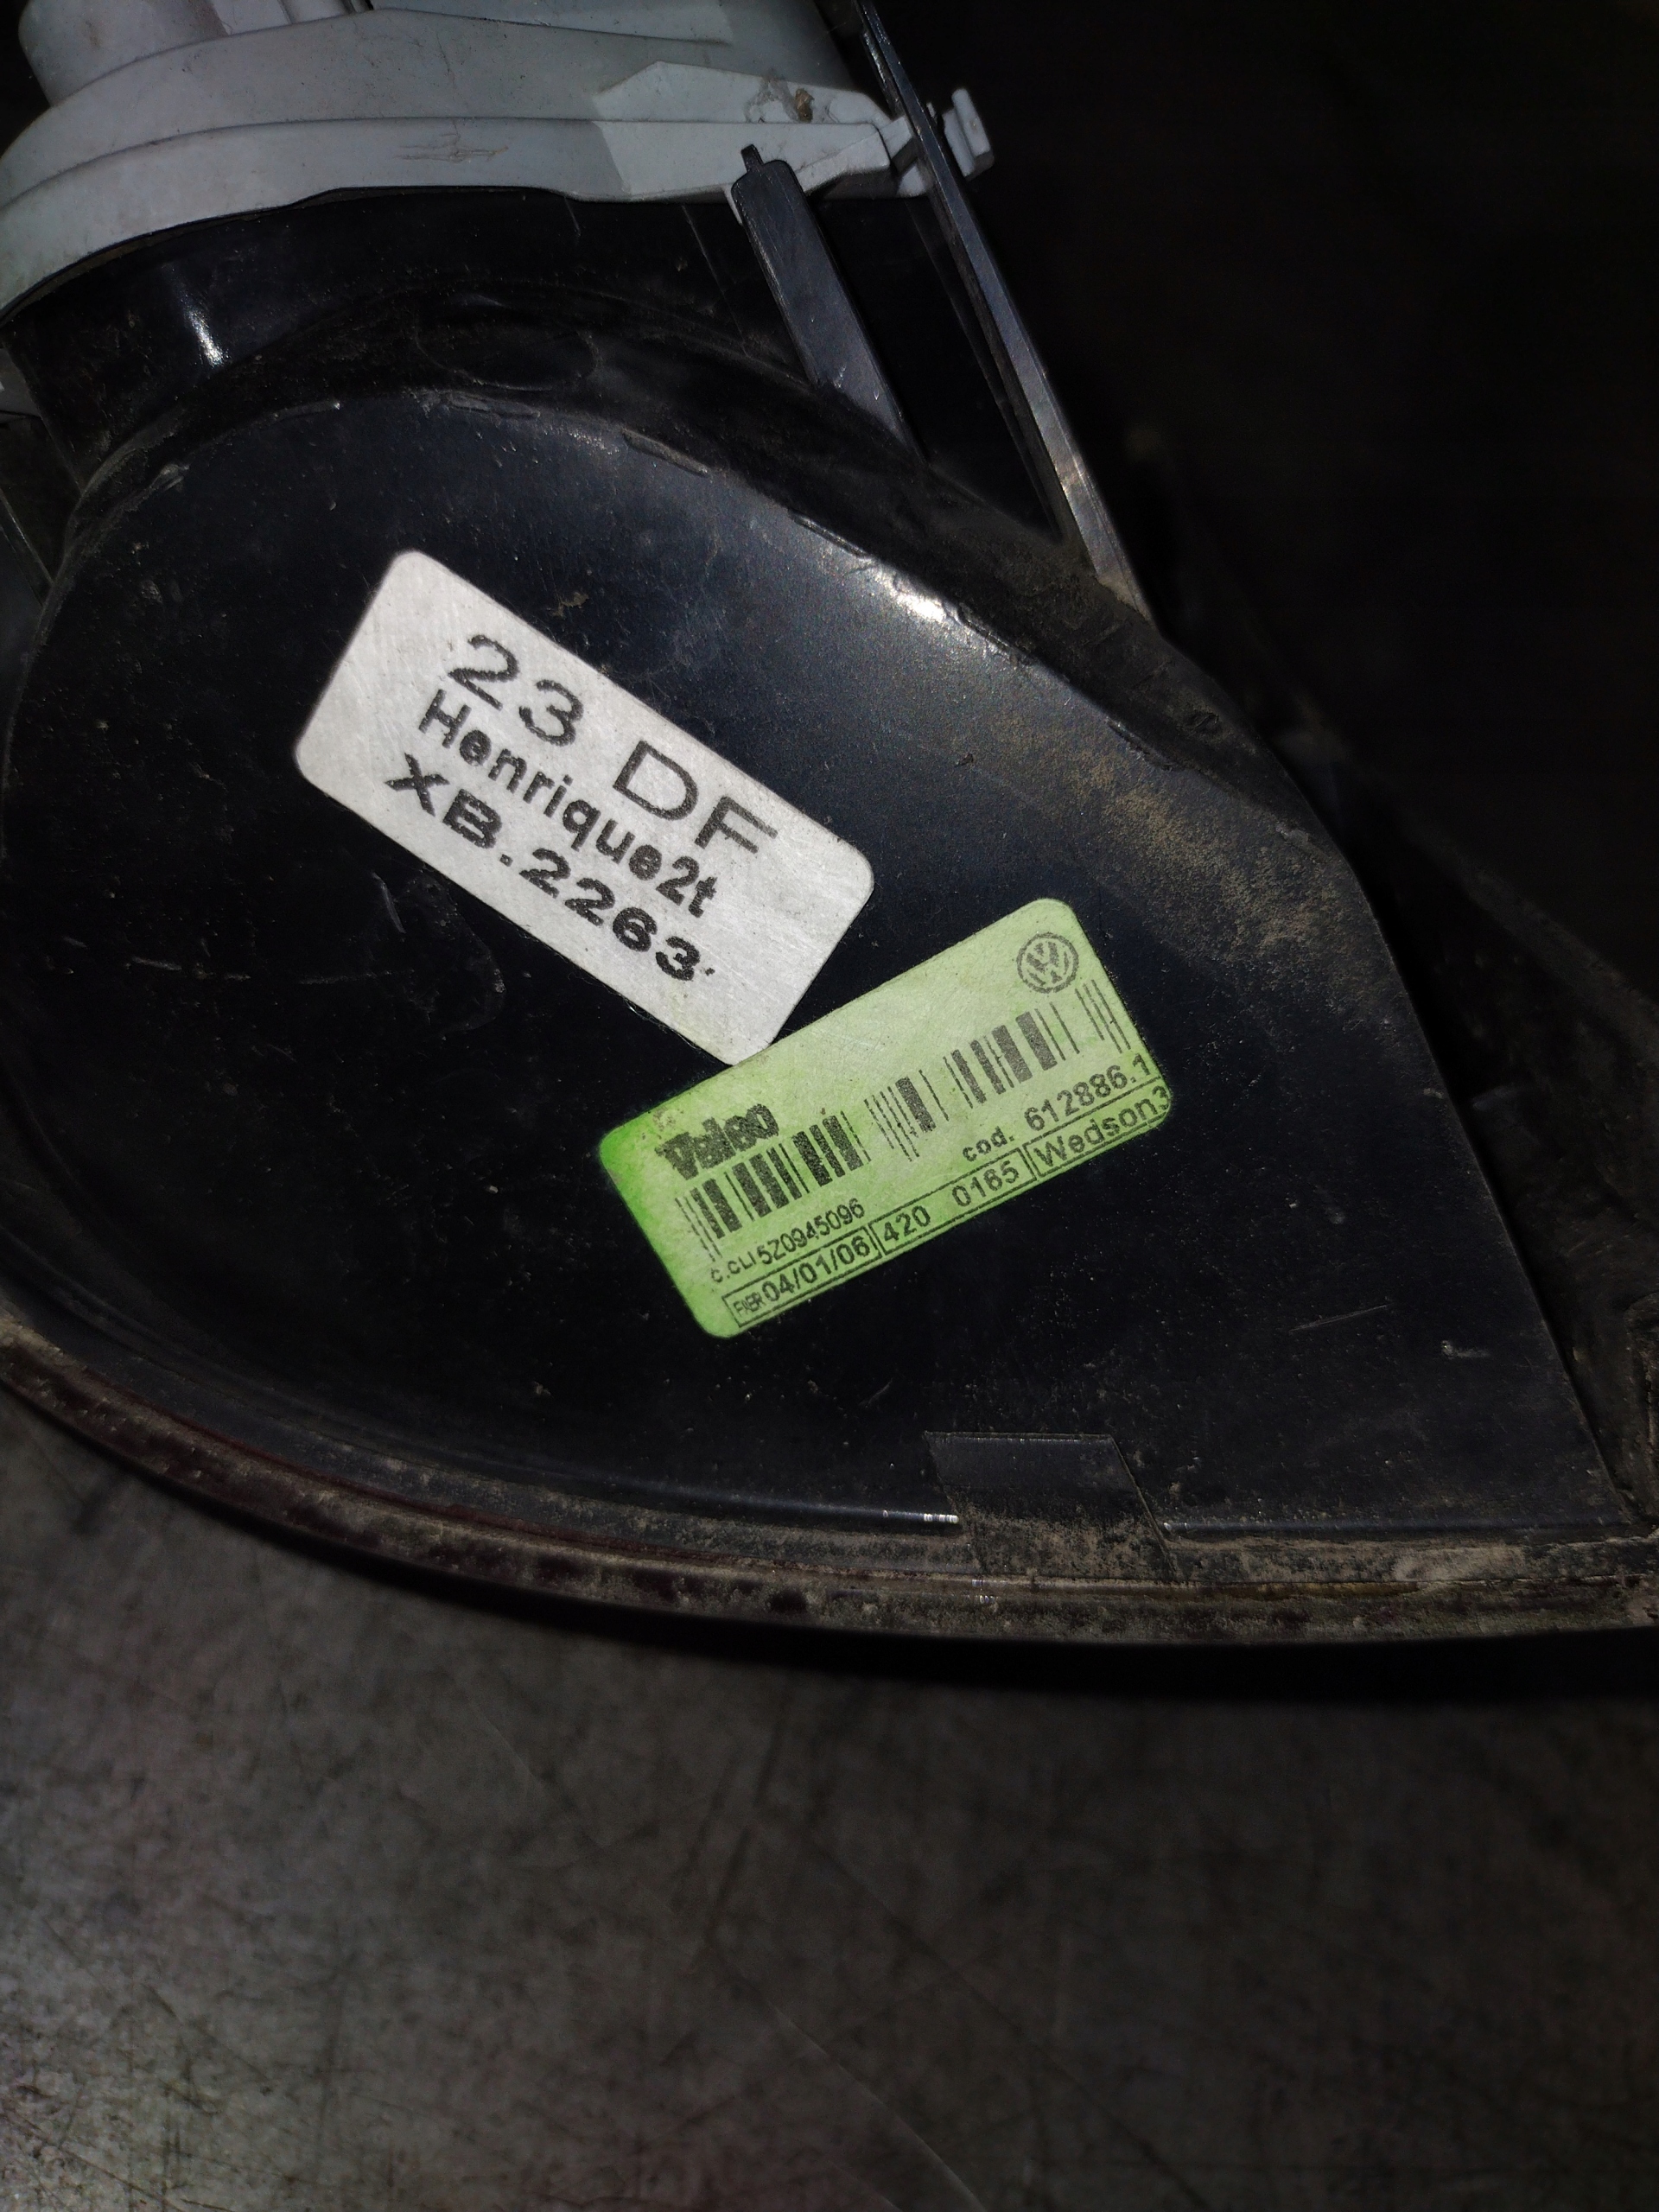 23 DF
Henrique2t
XB.2263
Valeo
cod. 612886.1
C.CLI 5Z0945096
FABR 04/01/06 420 0165 Wedson3